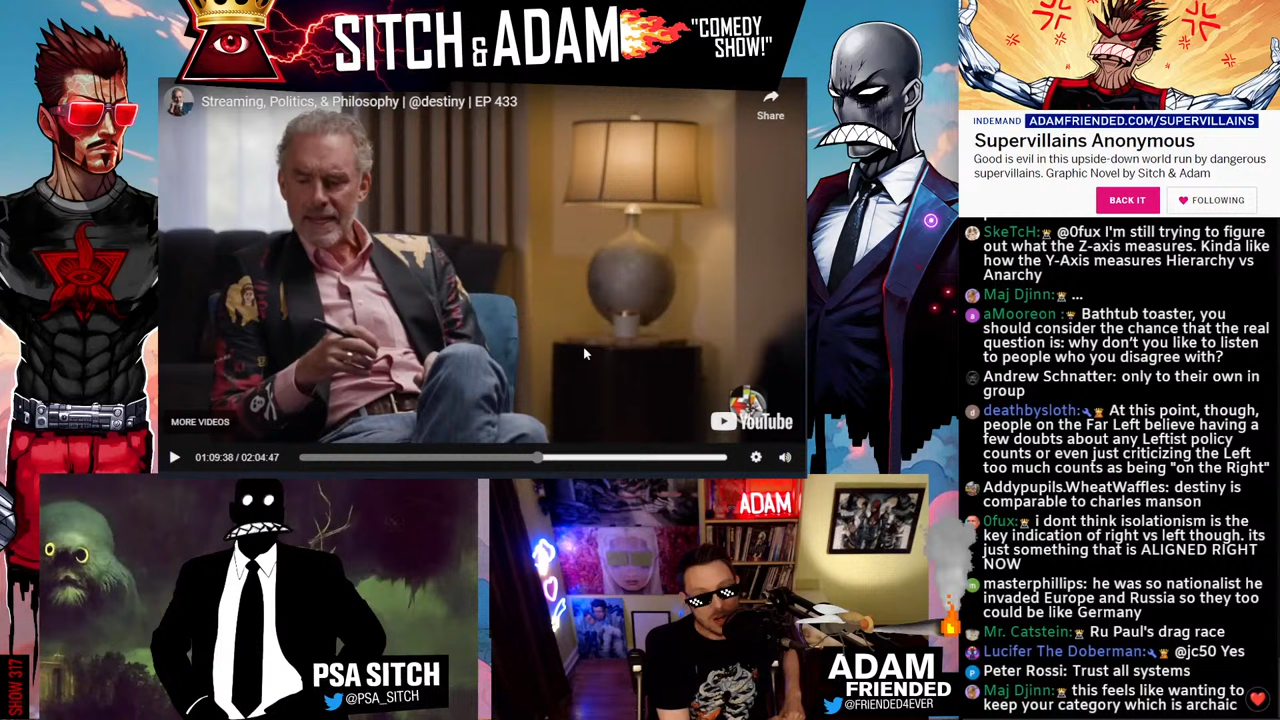 SITCH & ADAM
"COMEDY
SHOW!"
Streaming, Politics, & Philosophy | @destiny | EP 433
Share
MORE VIDEOS
YouTube
01:09:38 / 02:04:47
INDEMAND ADAMFRIENDED.COM/SUPERVILLAINS
Supervillains Anonymous
Good is evil in this upside-down world run by dangerous
supervillains. Graphic Novel by Sitch & Adam
BACK IT
FOLLOWING
SkeTcH: @0fux I'm still trying to figure
out what the Z-axis measures. Kinda like
how the Y-Axis measures Hierarchy vs
Anarchy
Maj Djinn: ...
aMooreon : Bathtub toaster, you
should consider the chance that the real
question is: why don't you like to listen
to people who you disagree with?
Andrew Schnatter: only to their own in
group
deathbysloth: At this point, though,
people on the Far Left believe having a
few doubts about any Leftist policy
counts or even just criticizing the Left
too much counts as being "on the Right"
Addypupils.WheatWaffles: destiny is
comparable to charles manson
0fux: i dont think isolationism is the
key indication of right vs left though. its
just something that is ALIGNED RIGHT
NOW
masterphillips: he was so nationalist he
invaded Europe and Russia so they too
could be like Germany
Mr. Catstein: Ru Paul's drag race
Lucifer The Doberman: @jc50 Yes
Peter Rossi: Trust all systems
Maj Djinn: this feels like wanting to
keep your category which is archaic
ADAM
SHOW 317
PSA SITCH
@PSA_SITCH
ADAM
FRIENDED
@FRIENDED4EVER